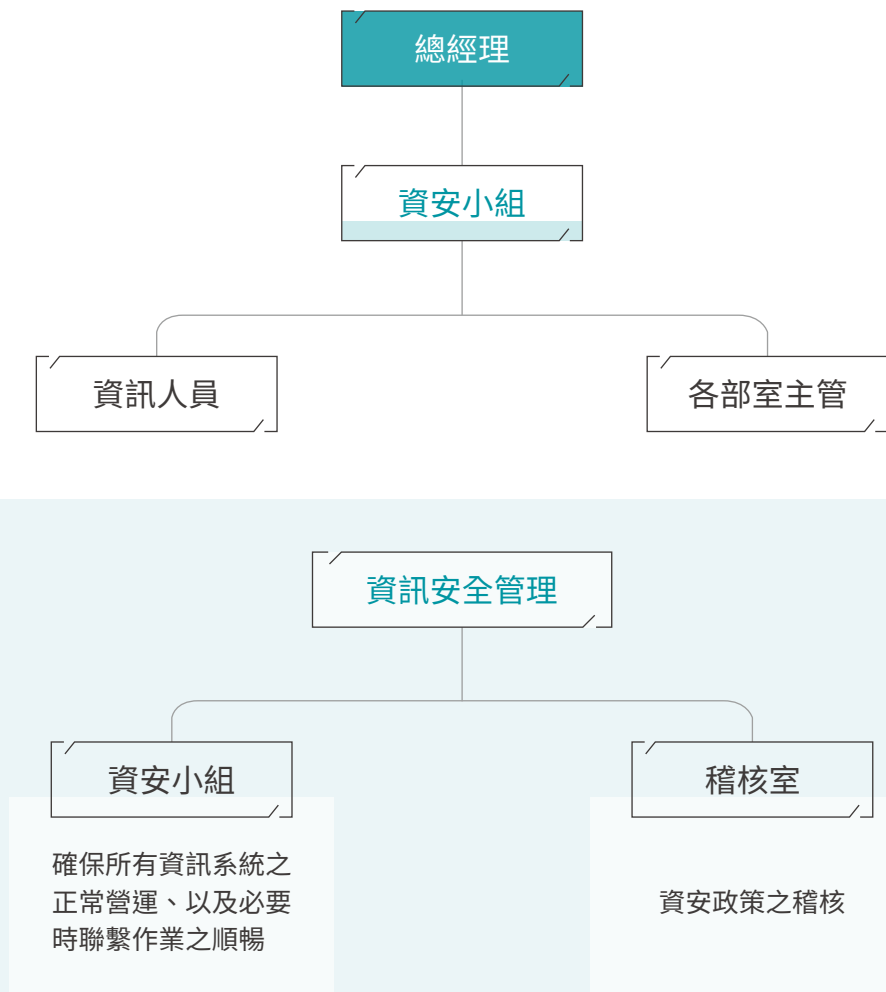 總經理
資安小組
資訊人員
各部室主管
資訊安全管理
資安小組
稽核室
確保所有資訊系統之
正常營運、以及必要
時聯繫作業之順暢
資安政策之稽核